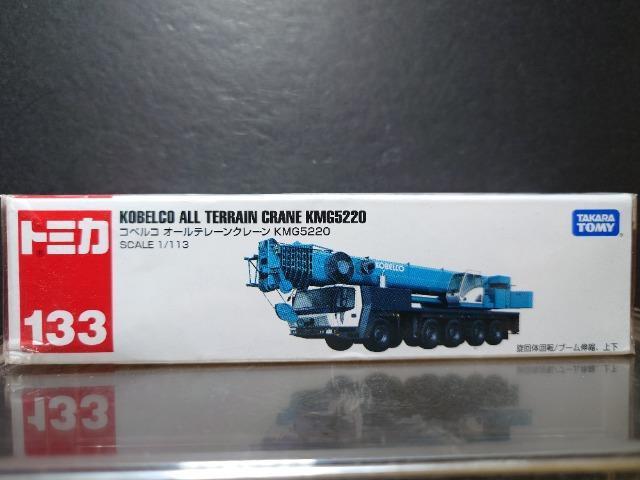 トミカ
133
KOBELCO ALL TERRAIN CRANE KMG5220
コベルコ オールテレーンクレーン KMG5220
SCALE 1/113
KOBELCO
TAKARA
TOMY
旋回体回転/ブーム伸縮、上下